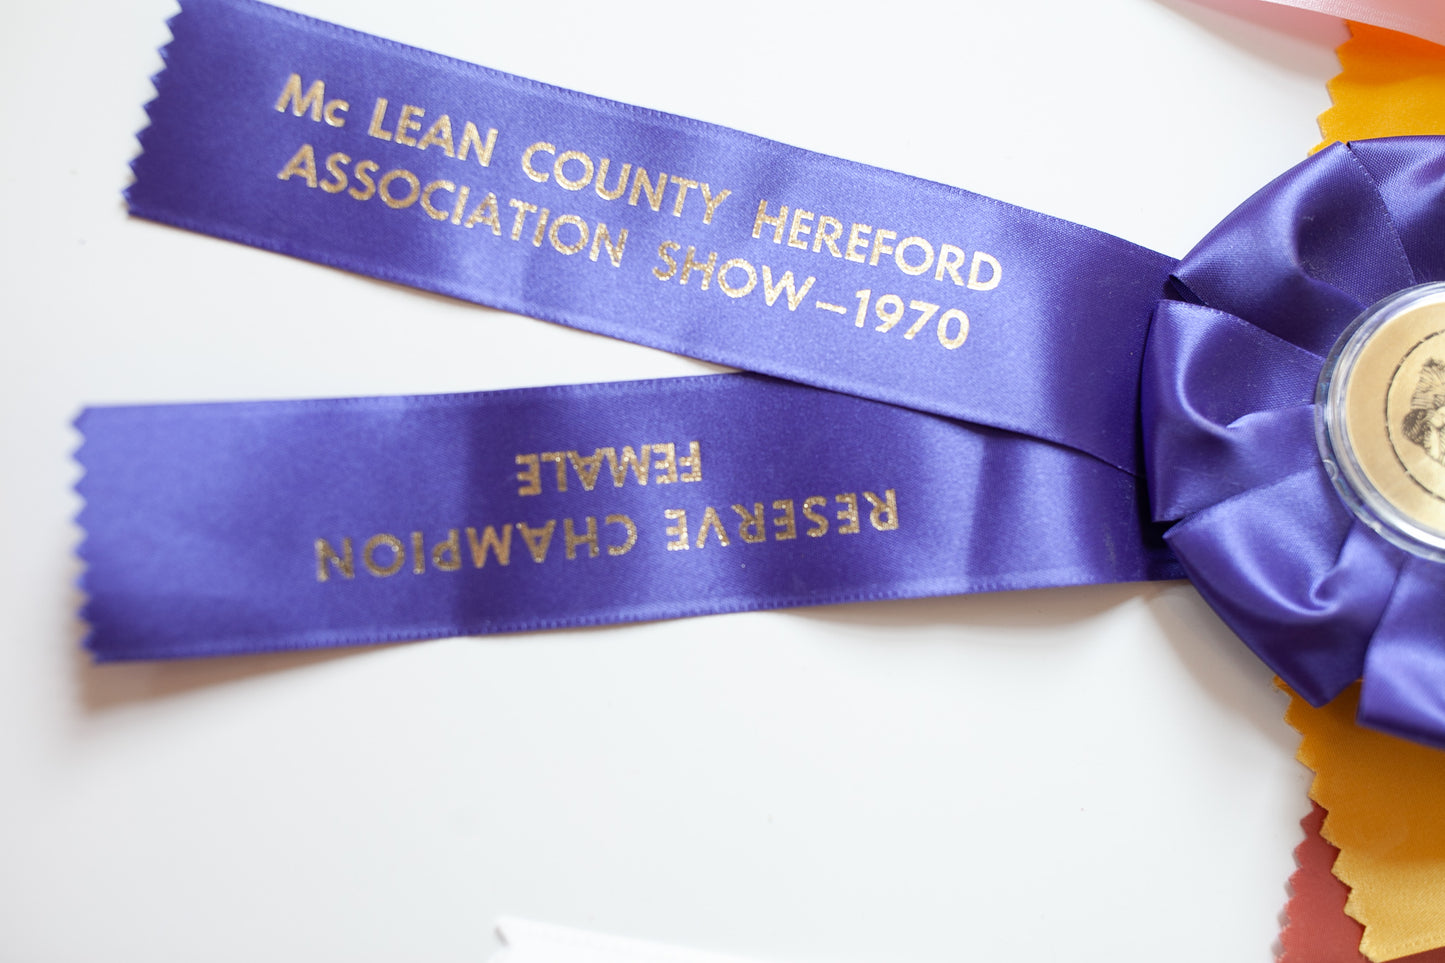 Mc LEAN COUNTY HEREFORD
ASSOCIATION SHOW—1970
RESERVE CHAMPION
FEMALE